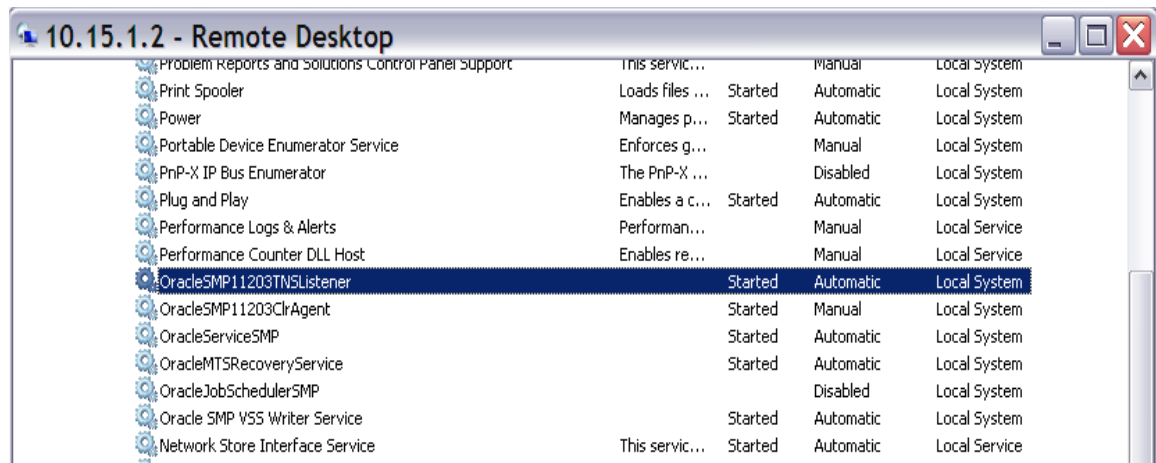 10.15.1.2 - Remote Desktop
Problem Reports and Solutions Control Panel Support This servic... Manual Local System
Print Spooler Loads files ... Started Automatic Local System
Power Manages p... Started Automatic Local System
Portable Device Enumerator Service Enforces g... Manual Local System
PnP-X IP Bus Enumerator The PnP-X ... Disabled Local System
Plug and Play Enables a c... Started Automatic Local System
Performance Logs & Alerts Performan... Manual Local Service
Performance Counter DLL Host Enables re... Manual Local Service
OracleSMP11203TNSListener Started Automatic Local System
OracleSMP11203ClrAgent Started Manual Local System
OracleServiceSMP Started Automatic Local System
OracleMTSRecoveryService Started Automatic Local System
OracleJobSchedulerSMP Disabled Local System
Oracle SMP VSS Writer Service Started Automatic Local System
Network Store Interface Service This servic... Started Automatic Local Service